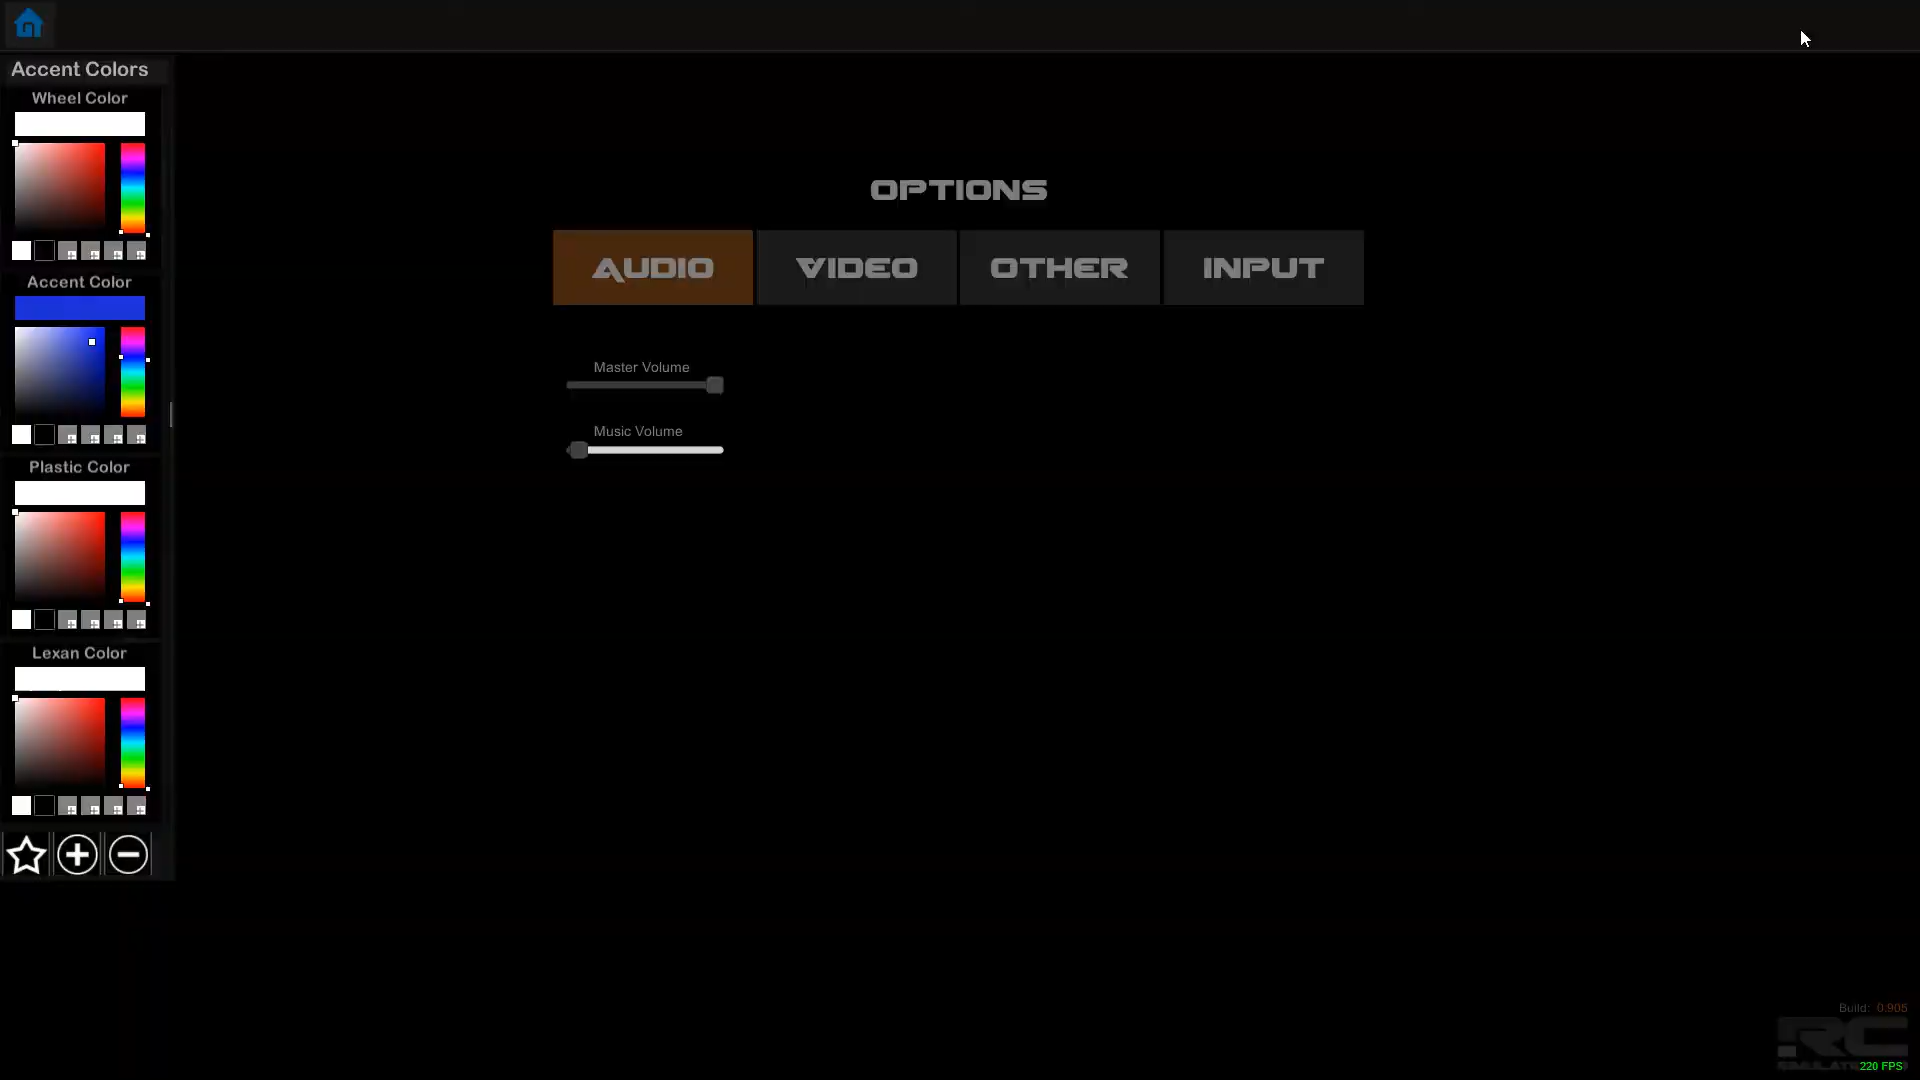 Accent Colors
Wheel Color
Accent Color
Plastic Color
Lexan Color
OPTIONS
AUDIO
VIDEO
OTHER
INPUT
Master Volume
Music Volume
Build: 0.905
RC
220 FPS